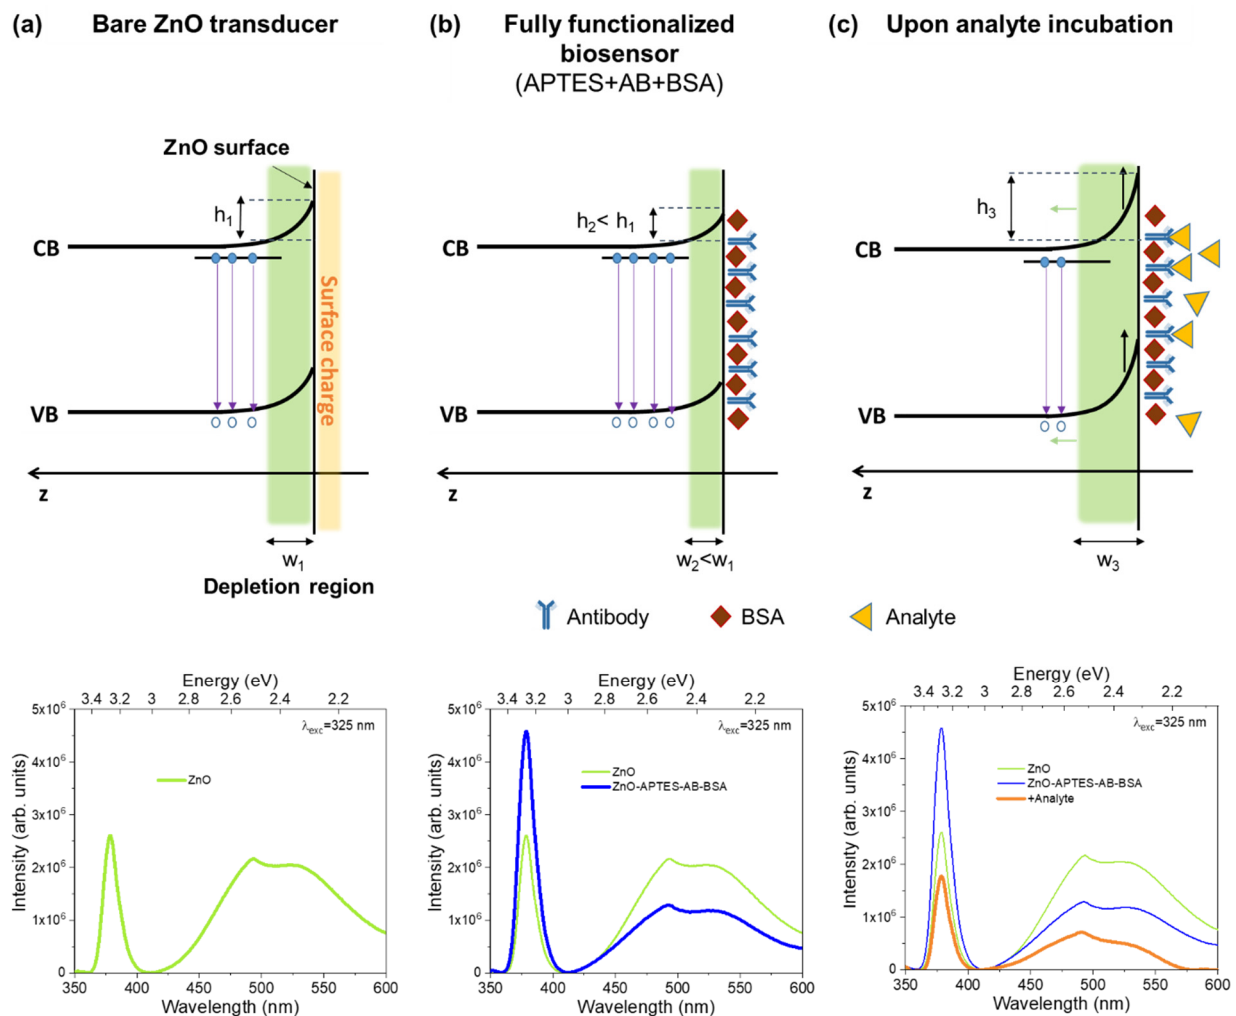 (a) Bare ZnO transducer
(b) Fully functionalized
biosensor
(APTES+AB+BSA)
(c) Upon analyte incubation
ZnO surface
h₁
CB
VB
Surface charge
z
w₁
Depletion region
h₂< h₁
CB
VB
z
w₂<w₁
h₃
CB
VB
z
w₃
Antibody
BSA
Analyte
Energy (eV)
3.4 3.2 3 2.8 2.6 2.4 2.2
5x10⁶
4x10⁶
3x10⁶
2x10⁶
1x10⁶
0
Intensity (arb. units)
λexc=325 nm
ZnO
350 400 450 500 550 600
Wavelength (nm)
Energy (eV)
3.4 3.2 3 2.8 2.6 2.4 2.2
5x10⁶
4x10⁶
3x10⁶
2x10⁶
1x10⁶
0
Intensity (arb. units)
λexc=325 nm
ZnO
ZnO-APTES-AB-BSA
350 400 450 500 550 600
Wavelength (nm)
Energy (eV)
3.4 3.2 3 2.8 2.6 2.4 2.2
5x10⁶
4x10⁶
3x10⁶
2x10⁶
1x10⁶
0
Intensity (arb. units)
λexc=325 nm
ZnO
ZnO-APTES-AB-BSA
+Analyte
350 400 450 500 550 600
Wavelength (nm)